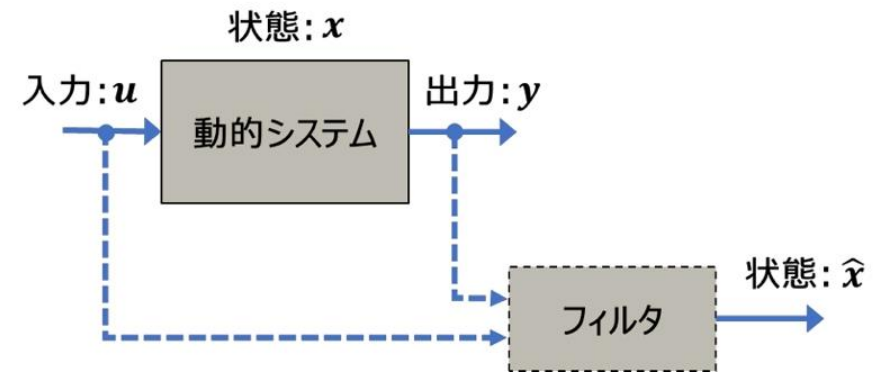 状態: x
入力:u
出力:y
動的システム
状態: x̂
フィルタ